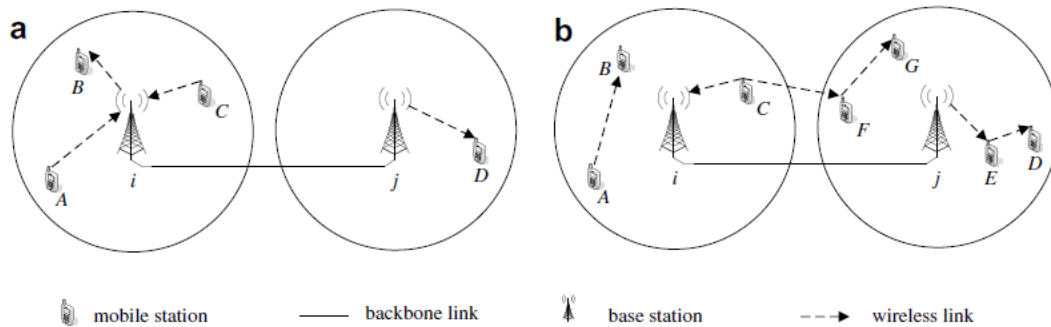 a
B
C
A
i
j
D
b
B
G
C
F
A
i
j
E
D
mobile station
backbone link
base station
wireless link